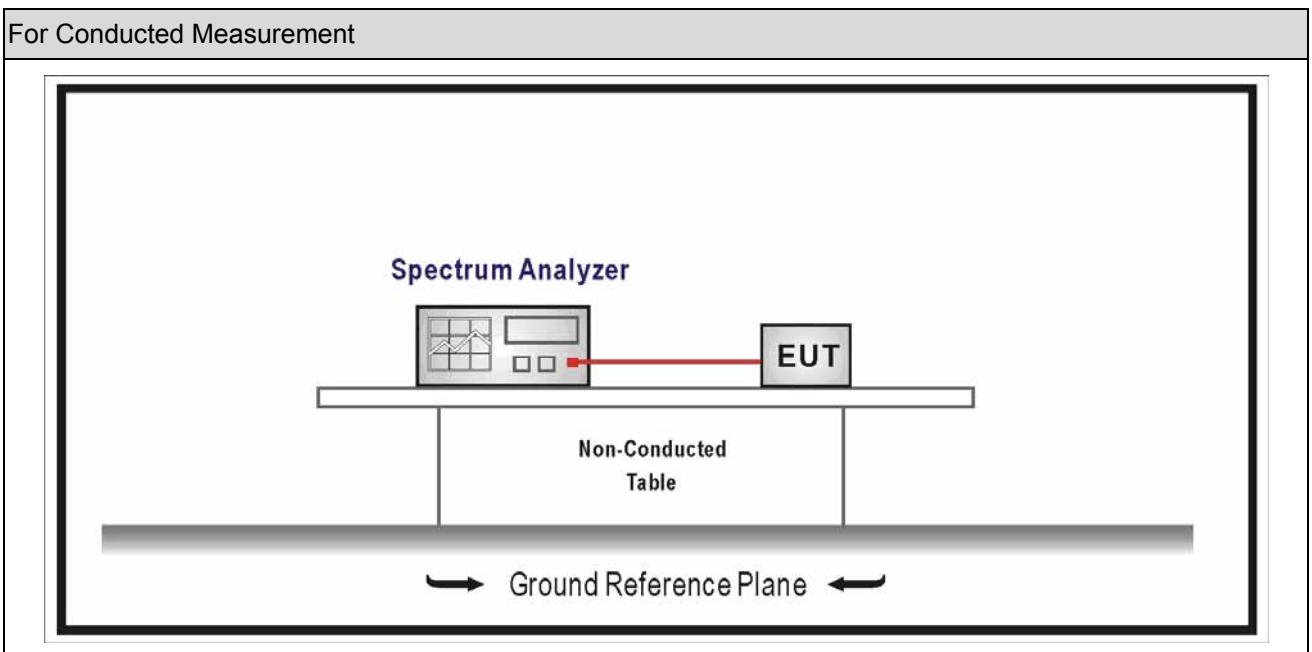 For Conducted Measurement
Spectrum Analyzer
EUT
Non-Conducted
Table
Ground Reference Plane